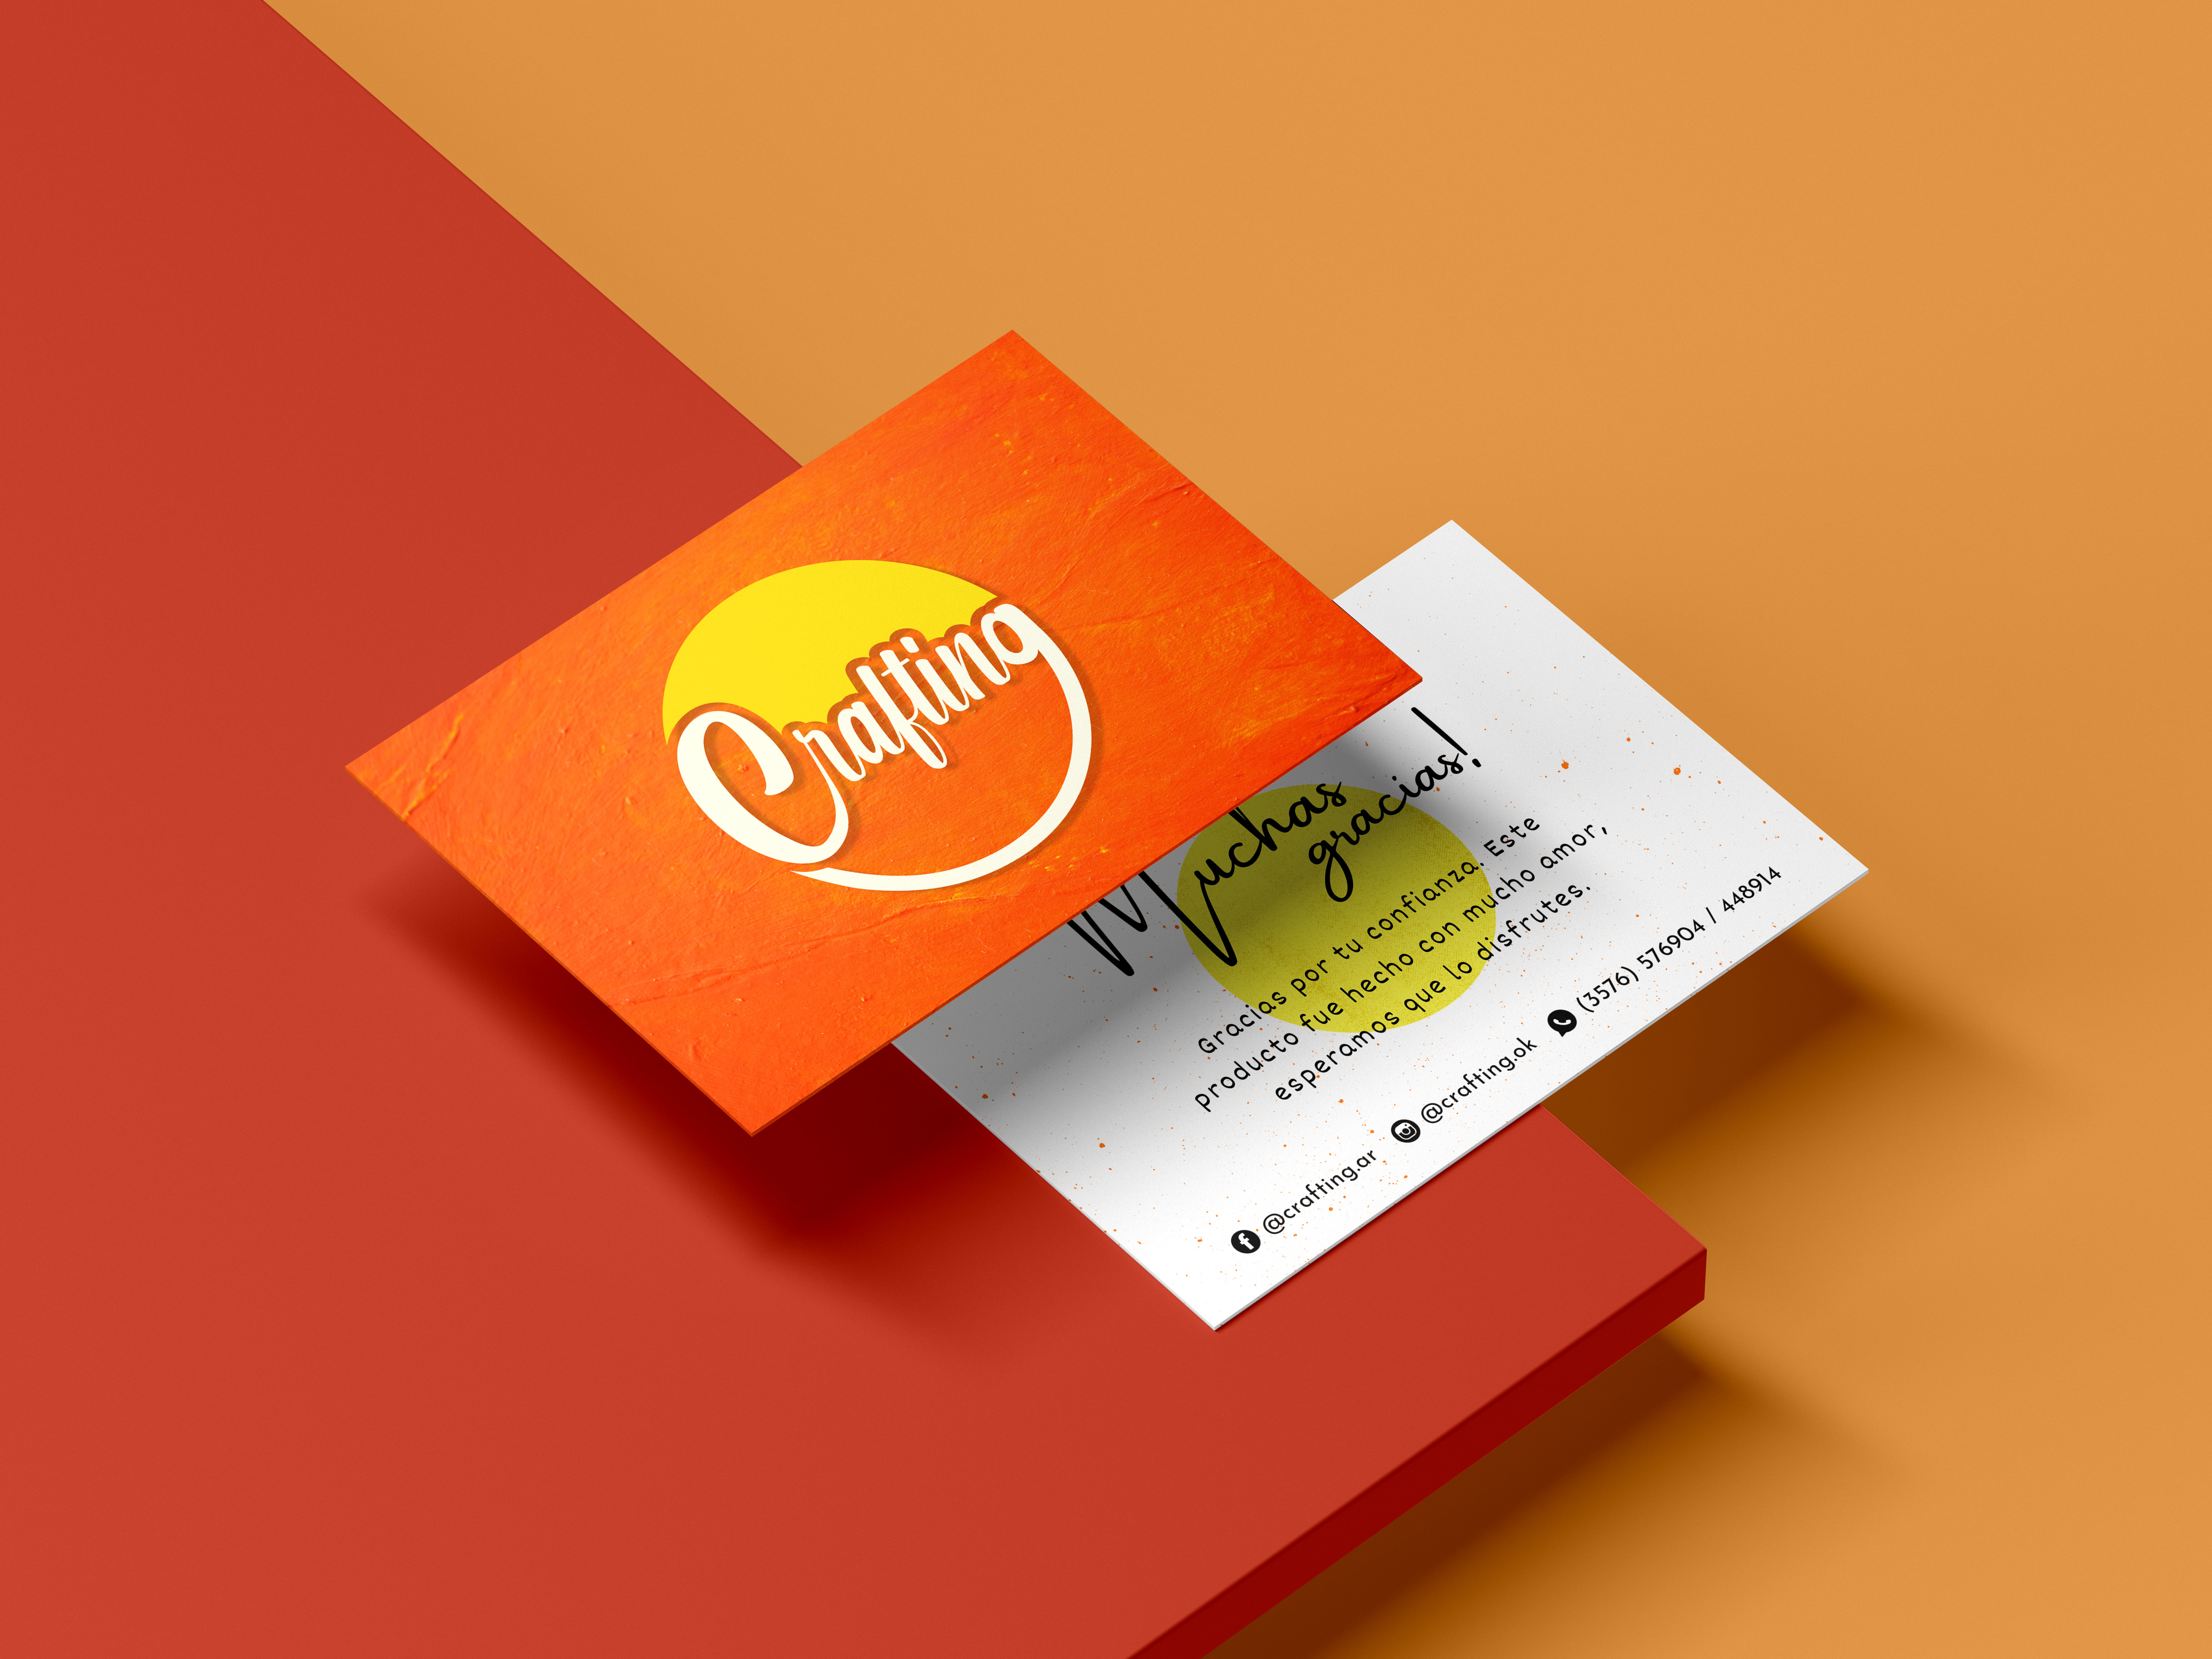 Crafting
Muchas
gracias!
Gracias por tu confianza. Este
producto fue hecho con mucho amor,
esperamos que lo disfrutes.
@crafting.ar @crafting.ok (3576) 576904 / 448914